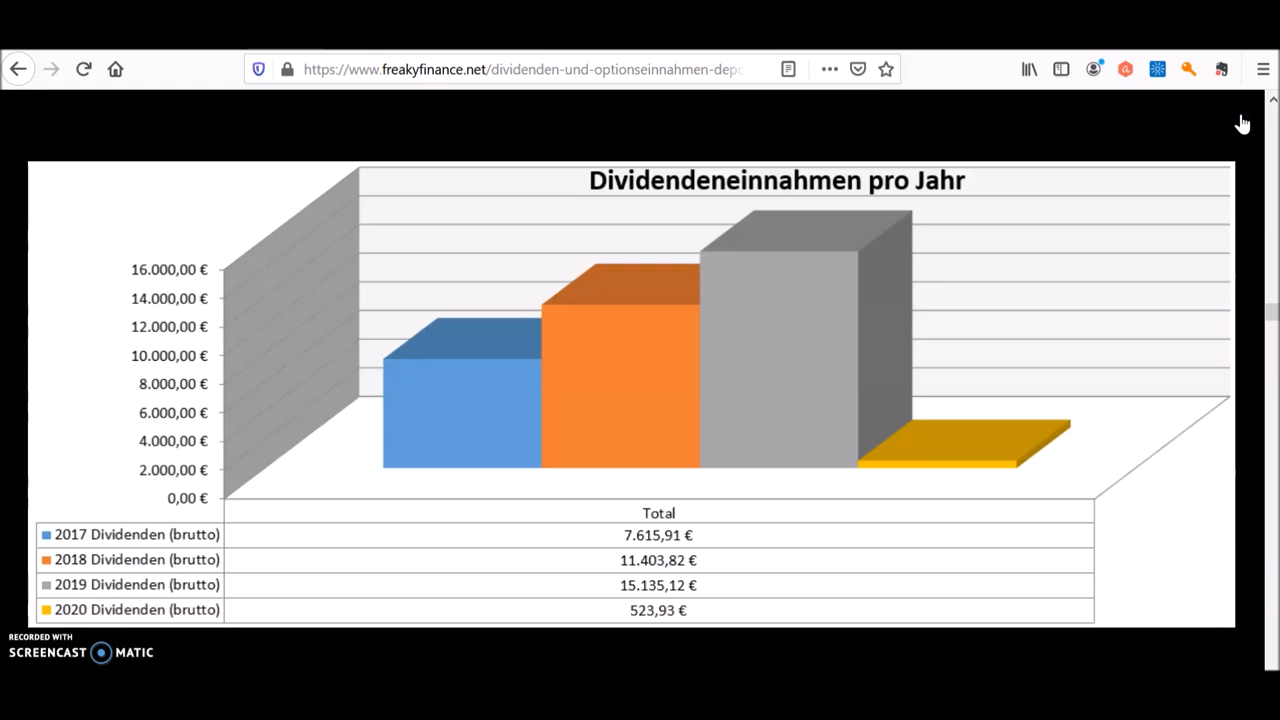 https://www.freakyfinance.net/dividenden-und-optionseinnahmen-depo
Dividendeneinnahmen pro Jahr
16.000,00 €
14.000,00 €
12.000,00 €
10.000,00 €
8.000,00 €
6.000,00 €
4.000,00 €
2.000,00 €
0,00 €
Total
2017 Dividenden (brutto) 7.615,91 €
2018 Dividenden (brutto) 11.403,82 €
2019 Dividenden (brutto) 15.135,12 €
2020 Dividenden (brutto) 523,93 €
RECORDED WITH
SCREENCAST MATIC